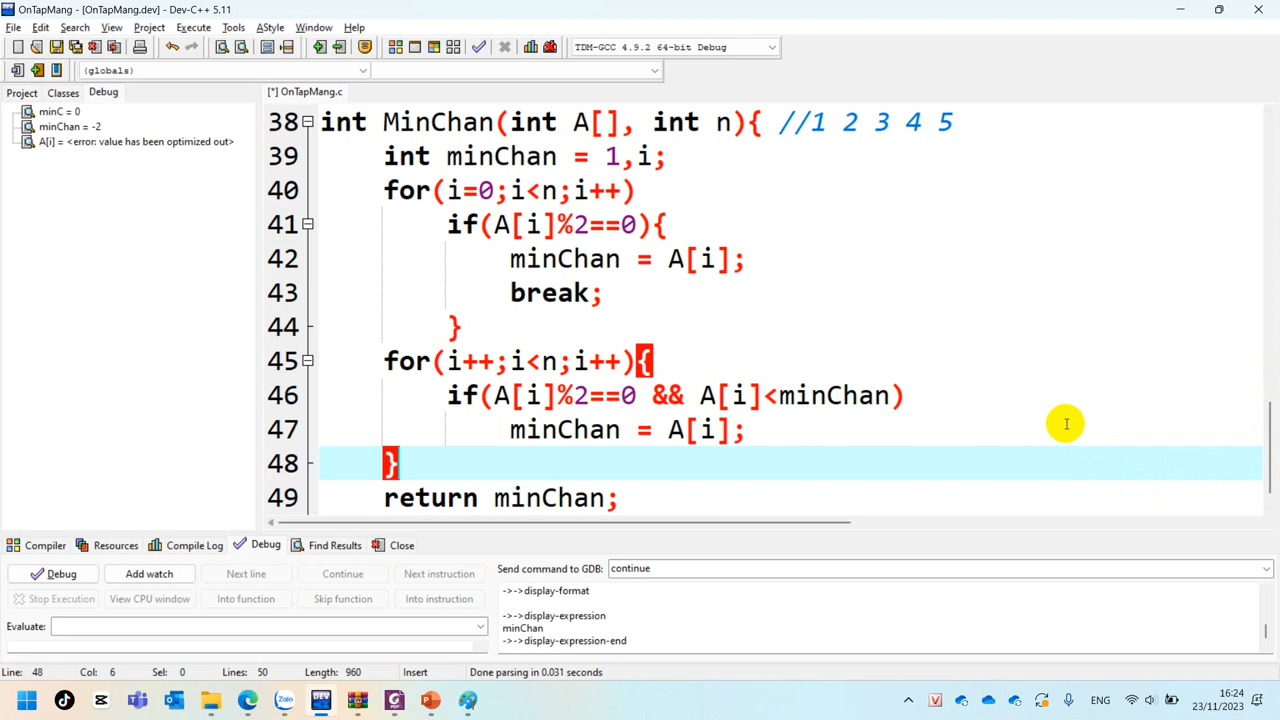 OnTapMang - [OnTapMang.dev] - Dev-C++ 5.11
File Edit Search View Project Execute Tools AStyle Window Help
TDM-GCC 4.9.2 64-bit Debug
(globals)
Project Classes Debug
[*] OnTapMang.c
minC = 0
minChan = -2
A[i] = <error: value has been optimized out>
38 int MinChan(int A[], int n){ //1 2 3 4 5
39 int minChan = 1,i;
40 for(i=0;i<n;i++)
41 if(A[i]%2==0){
42 minChan = A[i];
43 break;
44 }
45 for(i++;i<n;i++){
46 if(A[i]%2==0 && A[i]<minChan)
47 minChan = A[i];
48 }
49 return minChan;
Compiler Resources Compile Log Debug Find Results Close
Debug Add watch Next line Continue Next instruction
Stop Execution View CPU window Into function Skip function Into instruction
Evaluate:
Send command to GDB: continue
->->display-format
->->display-expression
minChan
->->display-expression-end
Line: 48 Col: 6 Sel: 0 Lines: 50 Length: 960 Insert Done parsing in 0.031 seconds
Zalo DEV
V ENG 16:24
23/11/2023